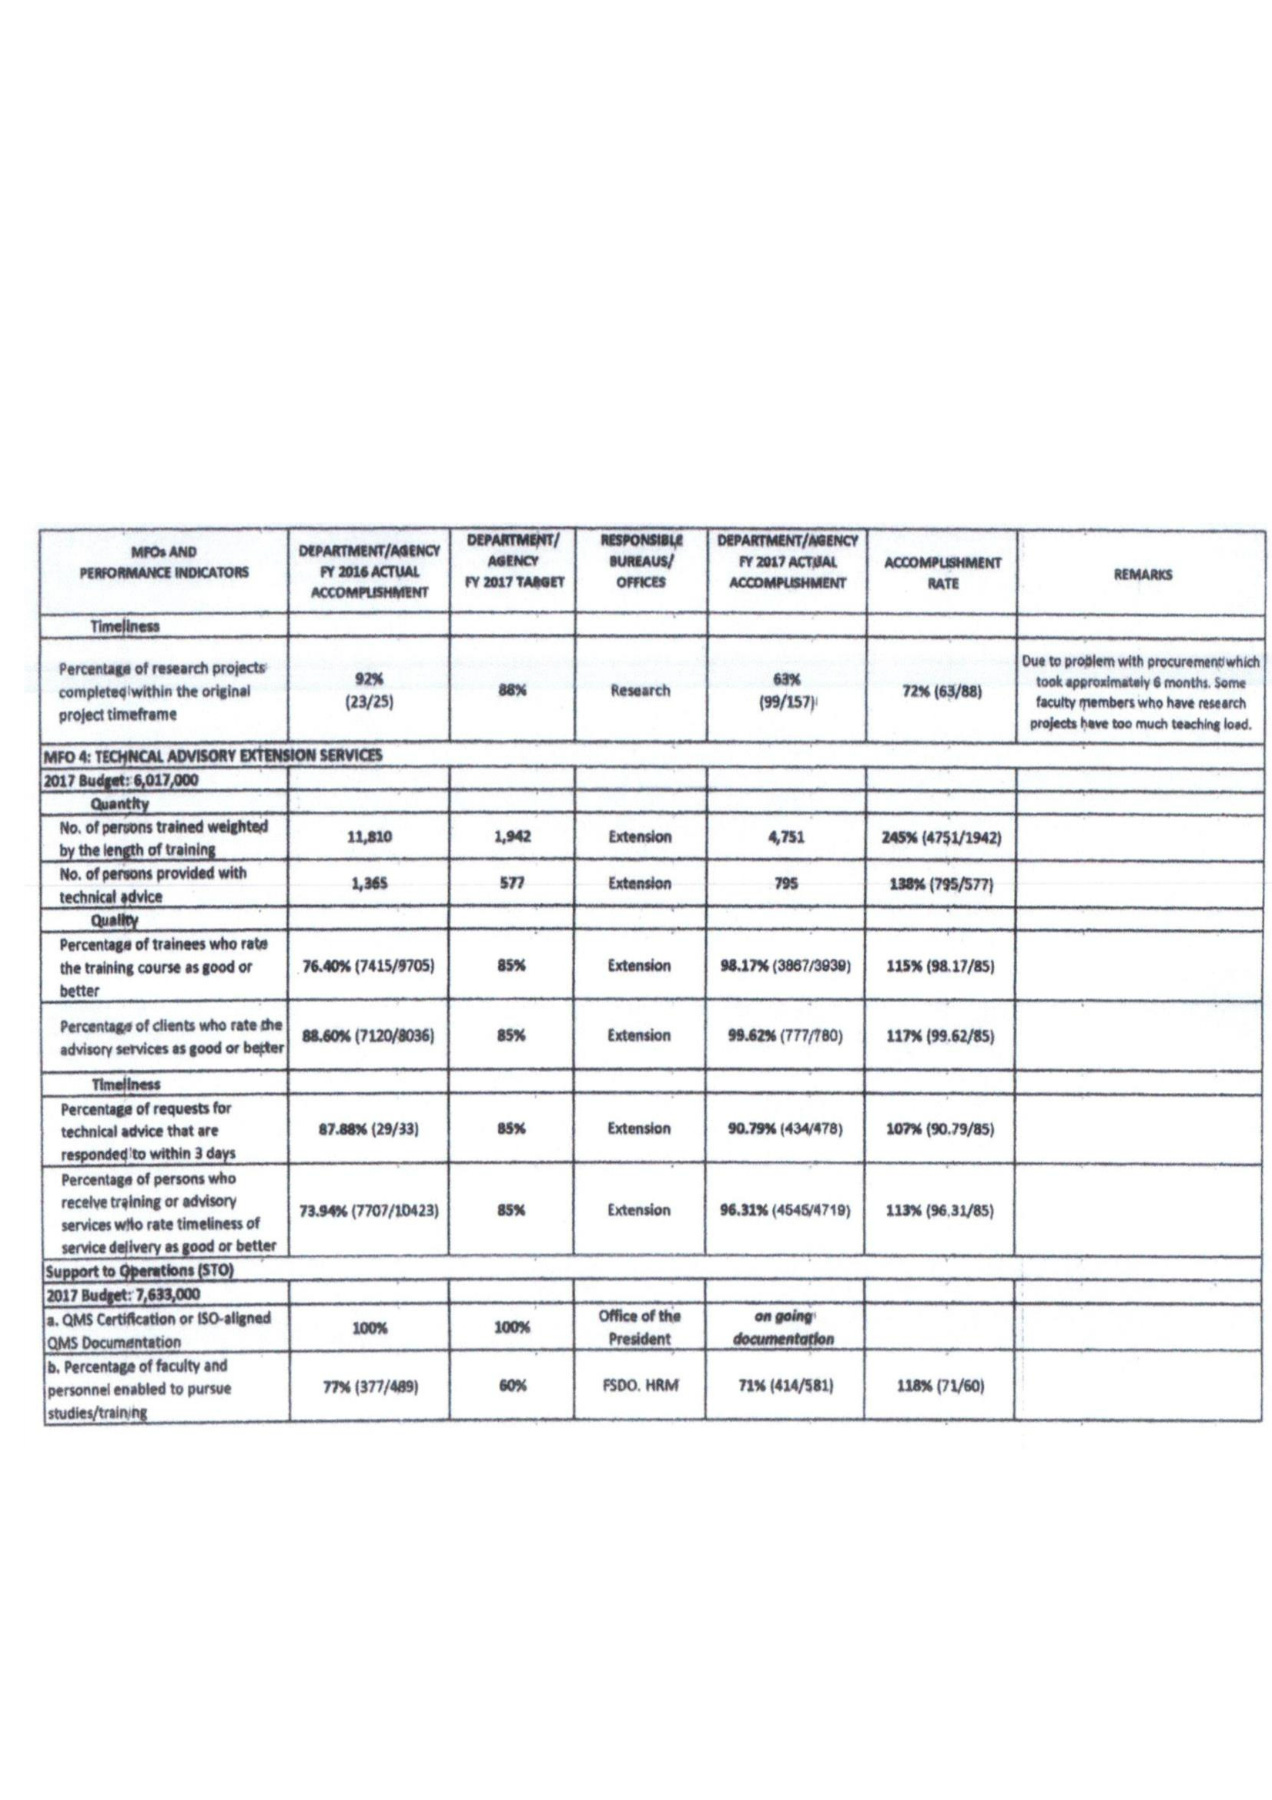 MFOs AND
PERFORMANCE INDICATORS
DEPARTMENT/AGENCY
FY 2016 ACTUAL
ACCOMPLISHMENT
DEPARTMENT/
AGENCY
FY 2017 TARGET
RESPONSIBLE
BUREAUS/
OFFICES
DEPARTMENT/AGENCY
FY 2017 ACTUAL
ACCOMPLISHMENT
ACCOMPLISHMENT
RATE
REMARKS
Timeliness
Percentage of research projects
completed within the original
project timeframe
92%
(23/25)
88%
Research
63%
(99/157)
72% (63/88)
Due to problem with procurement which
took approximately 6 months. Some
faculty members who have research
projects have too much teaching load.
MFO 4: TECHNCAL ADVISORY EXTENSION SERVICES
2017 Budget: 6,017,000
Quantity
No. of persons trained weighted
by the length of training
11,810
1,942
Extension
4,751
245% (4751/1942)
No. of persons provided with
technical advice
1,365
577
Extension
795
138% (795/577)
Quality
Percentage of trainees who rate
the training course as good or
better
76.40% (7415/9705)
85%
Extension
98.17% (3867/3939)
115% (98.17/85)
Percentage of clients who rate the
advisory services as good or better
88.60% (7120/8036)
85%
Extension
99.62% (777/780)
117% (99.62/85)
Timeliness
Percentage of requests for
technical advice that are
responded to within 3 days
87.88% (29/33)
85%
Extension
90.79% (434/478)
107% (90.79/85)
Percentage of persons who
receive training or advisory
services who rate timeliness of
service delivery as good or better
73.94% (7707/10423)
85%
Extension
96.31% (4545/4719)
113% (96.31/85)
Support to Operations (STO)
2017 Budget: 7,633,000
a. QMS Certification or ISO-aligned
QMS Documentation
100%
100%
Office of the
President
on going
documentation
b. Percentage of faculty and
personnel enabled to pursue
studies/training
77% (377/489)
60%
FSDO. HRM
71% (414/581)
118% (71/60)